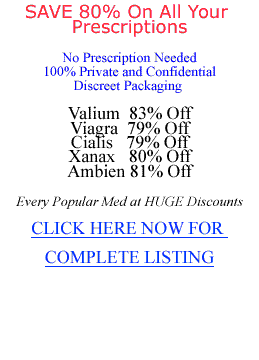 SAVE 80% On All Your
Prescriptions
No Prescription Needed
100% Private and Confidential
Discreet Packaging
Valium 83% Off
Viagra 79% Off
Cialis 79% Off
Xanax 80% Off
Ambien 81% Off
Every Popular Med at HUGE Discounts
CLICK HERE NOW FOR
COMPLETE LISTING